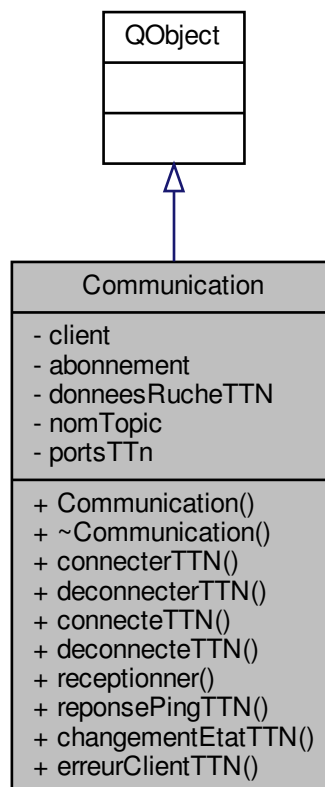 QObject
Communication
- client
- abonnement
- donneesRucheTTN
- nomTopic
- portsTTn
+ Communication()
+ ~Communication()
+ connecterTTN()
+ deconnecterTTN()
+ connecteTTN()
+ deconnecteTTN()
+ receptionner()
+ reponsePingTTN()
+ changementEtatTTN()
+ erreurClientTTN()